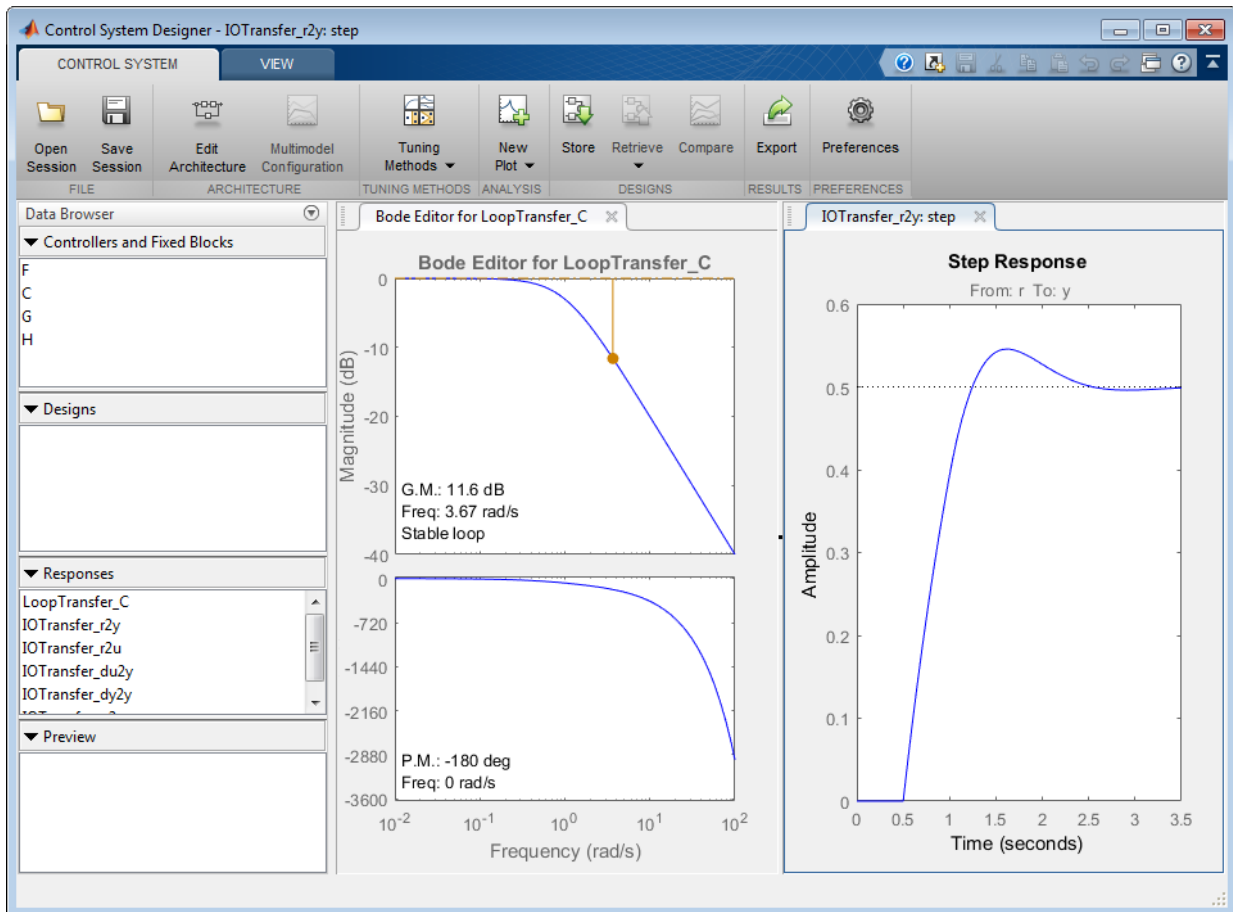 Control System Designer - IOTransfer_r2y: step
CONTROL SYSTEM
VIEW
Open
Session
Save
Session
Edit
Architecture
Multimodel
Configuration
Tuning
Methods
New
Plot
Store
Retrieve
Compare
Export
Preferences
FILE
ARCHITECTURE
TUNING METHODS
ANALYSIS
DESIGNS
RESULTS
PREFERENCES
Data Browser
Controllers and Fixed Blocks
F
C
G
H
Designs
Responses
LoopTransfer_C
IOTransfer_r2y
IOTransfer_r2u
IOTransfer_du2y
IOTransfer_dy2y
Preview
Bode Editor for LoopTransfer_C
Bode Editor for LoopTransfer_C
Magnitude (dB)
0
-10
-20
-30
-40
G.M.: 11.6 dB
Freq: 3.67 rad/s
Stable loop
0
-720
-1440
-2160
-2880
-3600
P.M.: -180 deg
Freq: 0 rad/s
10-2
10-1
100
101
102
Frequency (rad/s)
IOTransfer_r2y: step
Step Response
From: r To: y
Amplitude
0.6
0.5
0.4
0.3
0.2
0.1
0
0
0.5
1
1.5
2
2.5
3
3.5
Time (seconds)